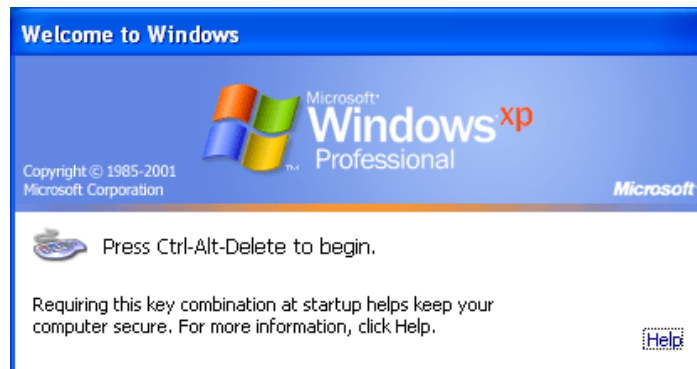 Welcome to Windows
Microsoft®
Windows xp
Professional
TM
Copyright © 1985-2001
Microsoft Corporation
Microsoft
Press Ctrl-Alt-Delete to begin.
Requiring this key combination at startup helps keep your
computer secure. For more information, click Help.
Help